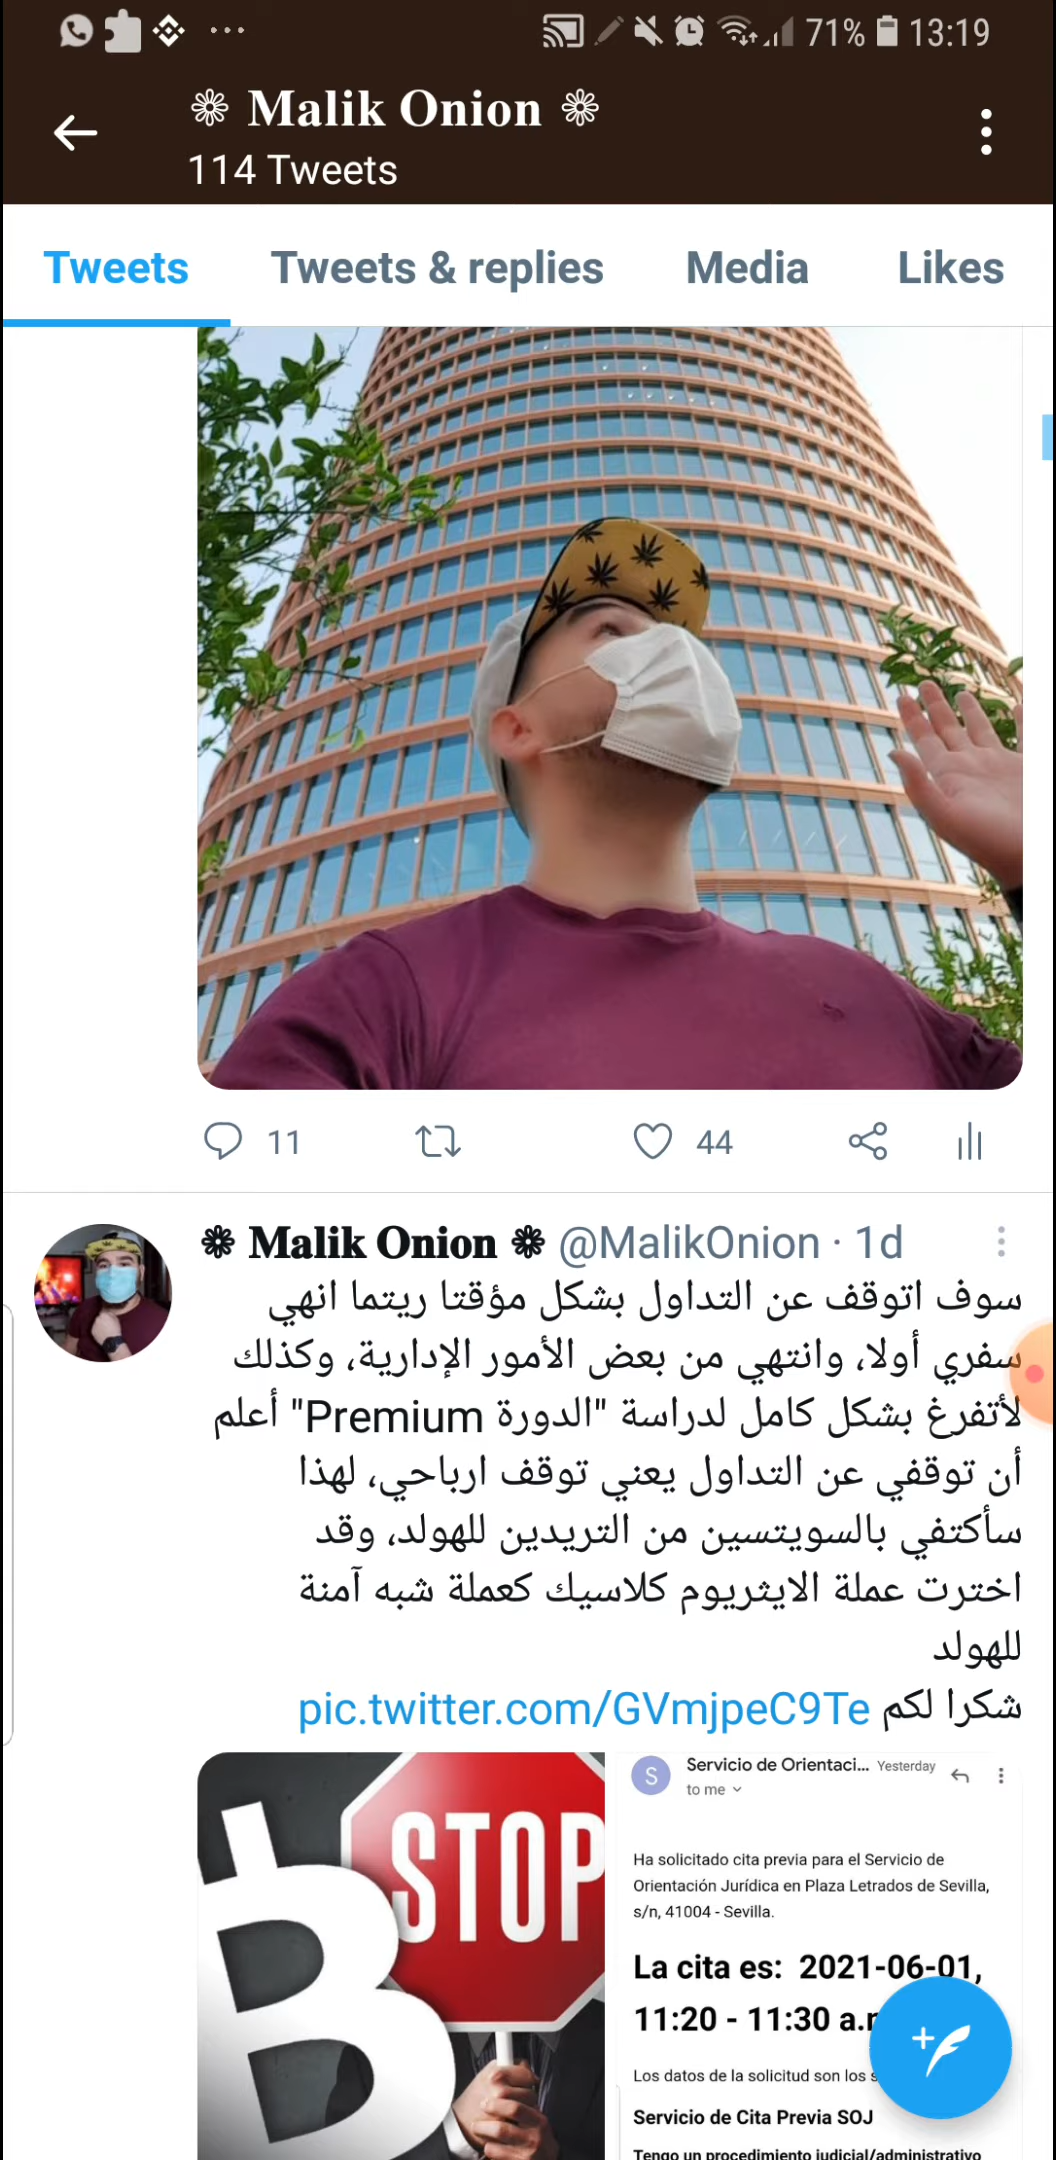 71% 13:19
❁ Malik Onion ❁
114 Tweets
Tweets Tweets & replies Media Likes
11 44
❁ Malik Onion ❁ @MalikOnion · 1d
سوف اتوقف عن التداول بشكل مؤقتا ريتما انهي
سفري أولا، وانتهي من بعض الأمور الإدارية، وكذلك
لأتفرغ بشكل كامل لدراسة "الدورة Premium" أعلم
أن توقفي عن التداول يعني توقف ارباحي، لهذا
سأكتفي بالسويتسين من التريدين للهولد، وقد
اخترت عملة الايثريوم كلاسيك كعملة شبه آمنة
للهولد
شكرا لكم pic.twitter.com/GVmjpeC9Te
STOP
S
Servicio de Orientaci... Yesterday
to me
Ha solicitado cita previa para el Servicio de
Orientación Jurídica en Plaza Letrados de Sevilla,
s/n, 41004 - Sevilla.
La cita es: 2021-06-01,
11:20 - 11:30 a.
Los datos de la solicitud son los
Servicio de Cita Previa SOJ
Tengo un procedimiento judicial/administrativo